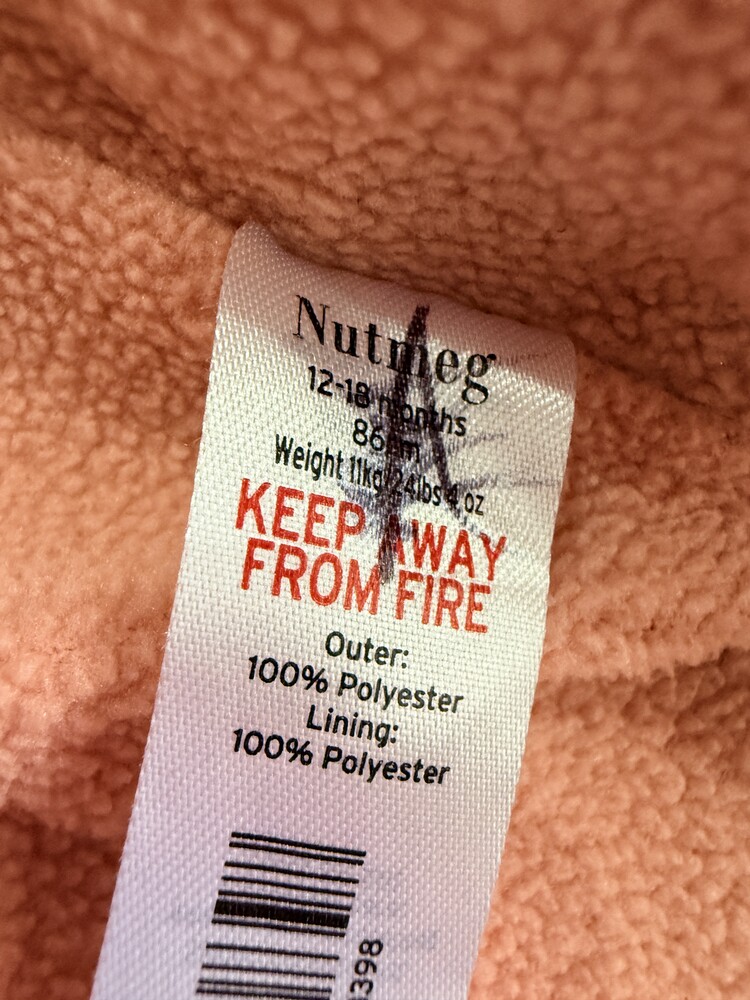 Nutmeg
12-18 months
86cm
Weight 11kg 24lbs 4 oz
KEEP AWAY
FROM FIRE
Outer:
100% Polyester
Lining:
100% Polyester
398